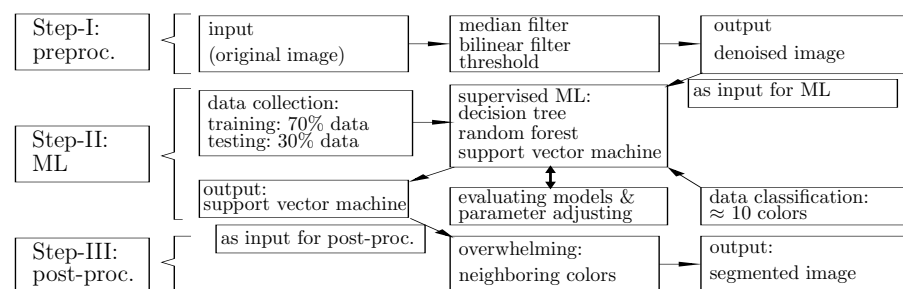 Step-I:
preproc.
input
(original image)
median filter
bilinear filter
threshold
output
denoised image
as input for ML
Step-II:
ML
data collection:
training: 70% data
testing: 30% data
supervised ML:
decision tree
random forest
support vector machine
output:
support vector machine
evaluating models &
parameter adjusting
data classification:
≈ 10 colors
as input for post-proc.
Step-III:
post-proc.
overwhelming:
neighboring colors
output:
segmented image